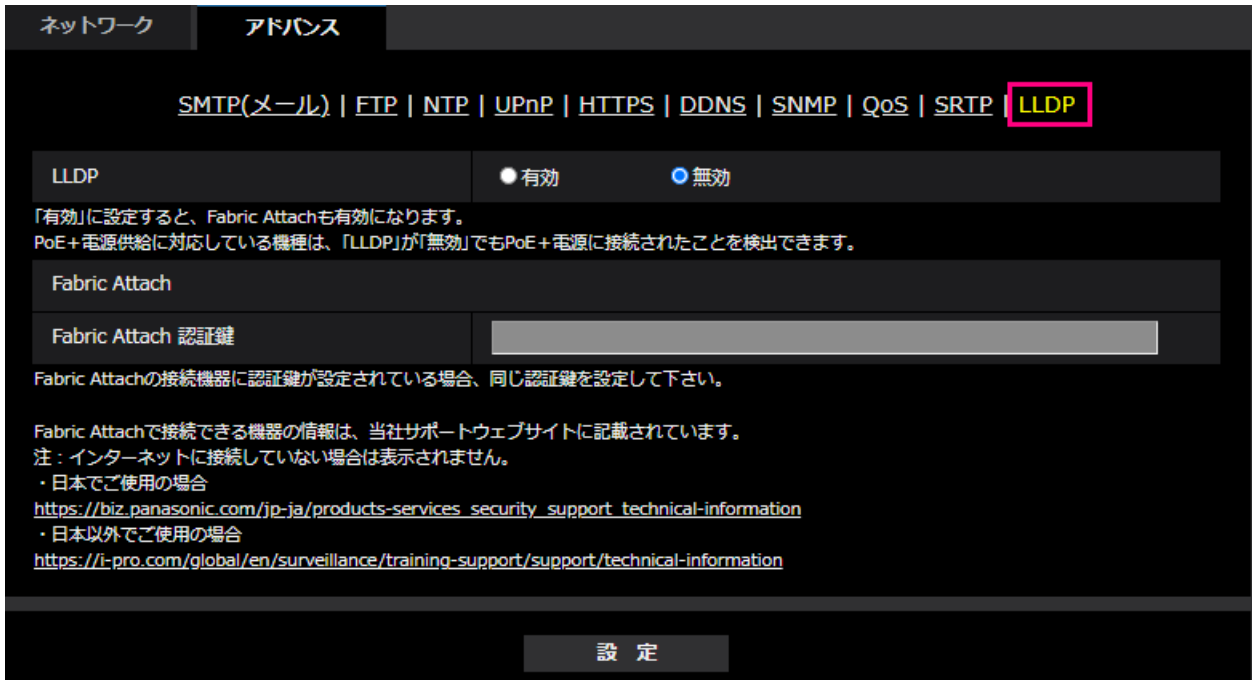 ネットワーク アドバンス
SMTP(メール) | FTP | NTP | UPnP | HTTPS | DDNS | SNMP | QoS | SRTP | LLDP
LLDP 有効 無効
「有効」に設定すると、Fabric Attachも有効になります。
PoE+電源供給に対応している機種は、「LLDP」が「無効」でもPoE+電源に接続されたことを検出できます。
Fabric Attach
Fabric Attach 認証鍵
Fabric Attachの接続機器に認証鍵が設定されている場合、同じ認証鍵を設定して下さい。
Fabric Attachで接続できる機器の情報は、当社サポートウェブサイトに記載されています。
注：インターネットに接続していない場合は表示されません。
・日本でご使用の場合
https://biz.panasonic.com/jp-ja/products-services_security_support_technical-information
・日本以外でご使用の場合
https://i-pro.com/global/en/surveillance/training-support/support/technical-information
設 定